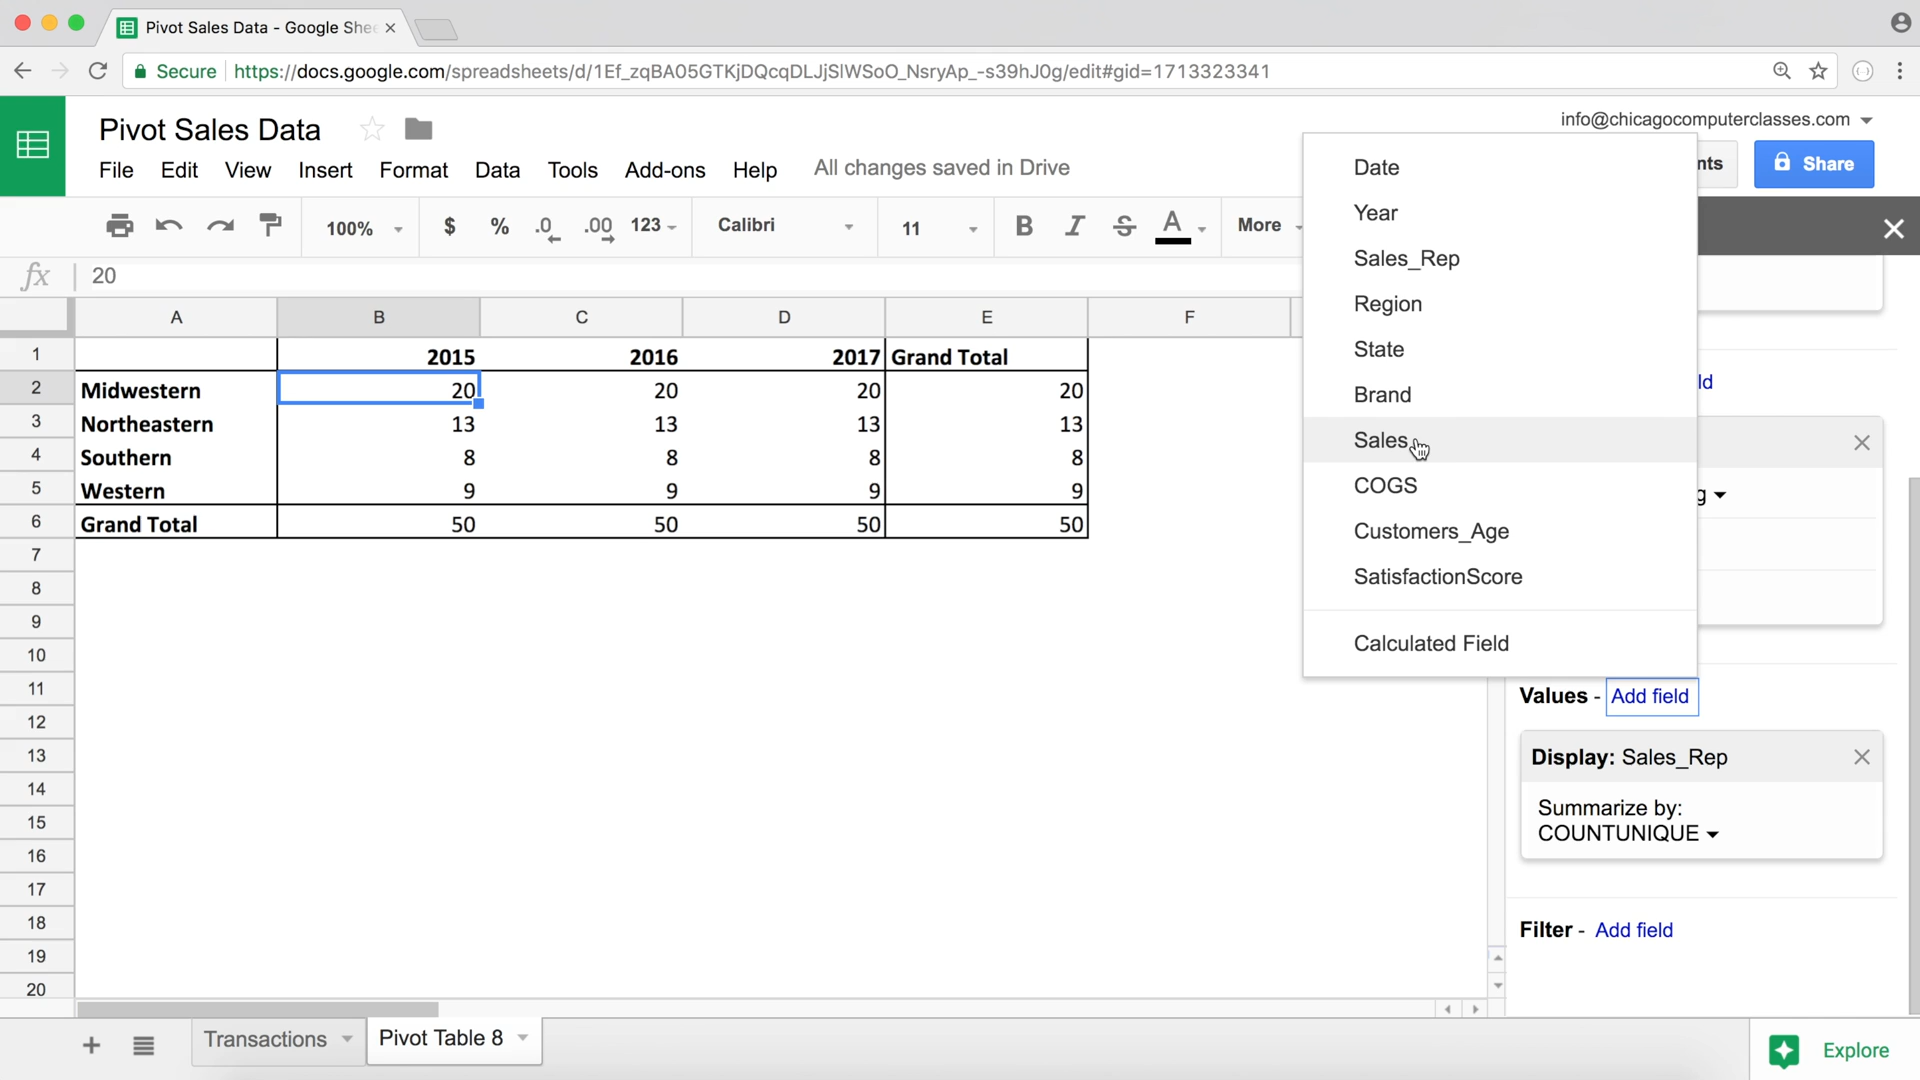 Pivot Sales Data - Google She
Secure https://docs.google.com/spreadsheets/d/1Ef_zqBA05GTKjDQcqDLJjSlWSoO_NsryAp_-s39hJ0g/edit#gid=1713323341
Pivot Sales Data
info@chicagocomputerclasses.com
File Edit View Insert Format Data Tools Add-ons Help All changes saved in Drive
nts Share
100% $ % .0 .00 123 Calibri 11 B I S A More
fx 20
A B C D E F
1 2015 2016 2017 Grand Total
2 Midwestern 20 20 20 20
3 Northeastern 13 13 13 13
4 Southern 8 8 8 8
5 Western 9 9 9 9
6 Grand Total 50 50 50 50
7
8
9
10
11
12
13
14
15
16
17
18
19
20
Date
Year
Sales_Rep
Region
State
Brand
Sales
COGS
Customers_Age
SatisfactionScore
Calculated Field
ld
g
Values - Add field
Display: Sales_Rep
Summarize by:
COUNTUNIQUE
Filter - Add field
Transactions Pivot Table 8
Explore